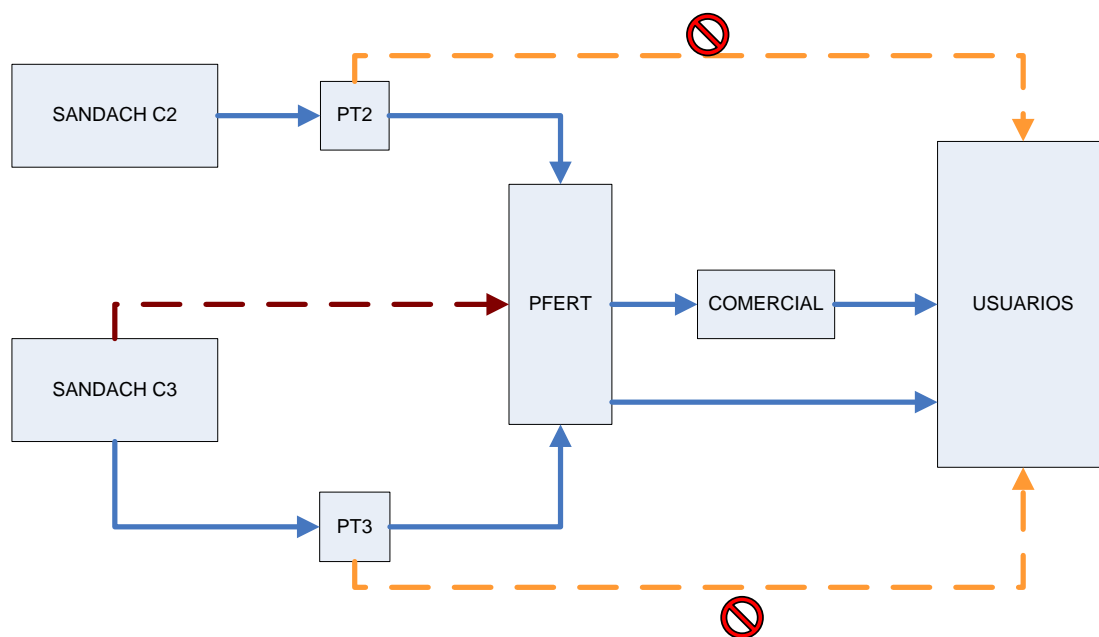 SANDACH C2
PT2
PFERT
COMERCIAL
USUARIOS
SANDACH C3
PT3